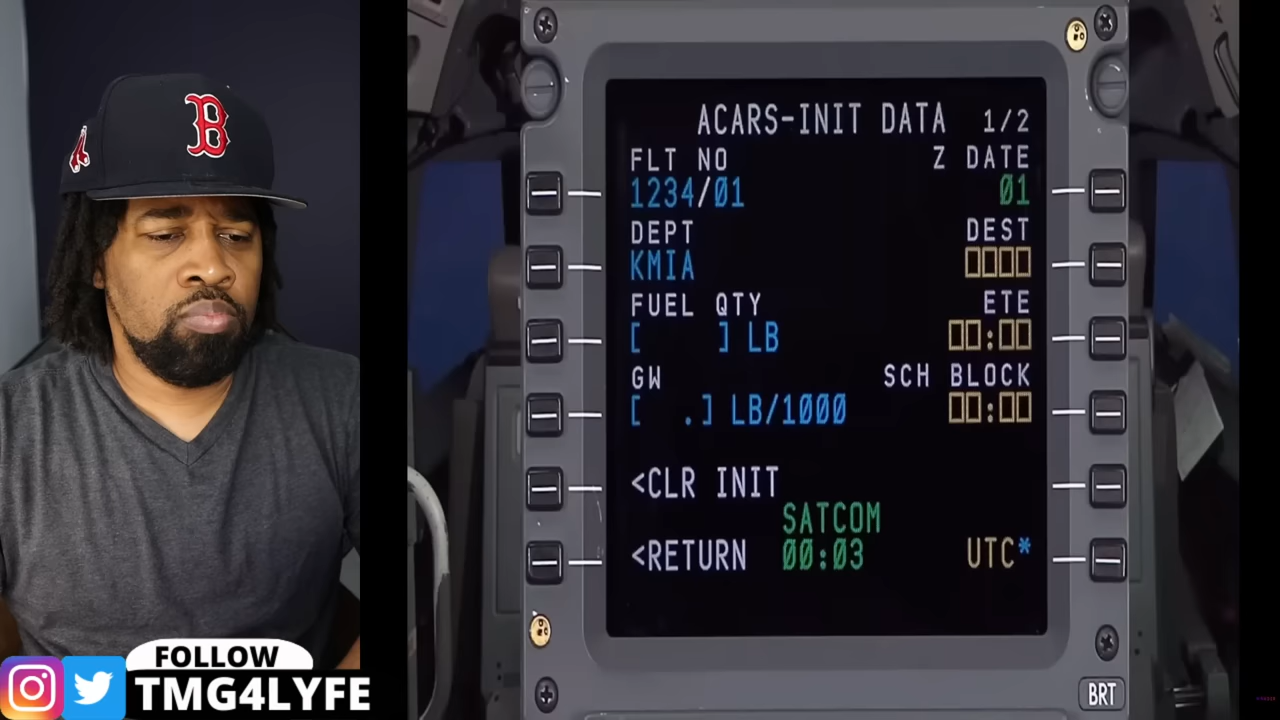 B
ACARS-INIT DATA 1/2
FLT NO Z DATE
1234/01 01
DEPT DEST
KMIA □□□□
FUEL QTY ETE
[ ] LB □□:□□
GW SCH BLOCK
[ .] LB/1000 □□:□□
<CLR INIT
SATCOM
<RETURN 00:03 UTC*
BRT
FOLLOW
TMG4LYFE